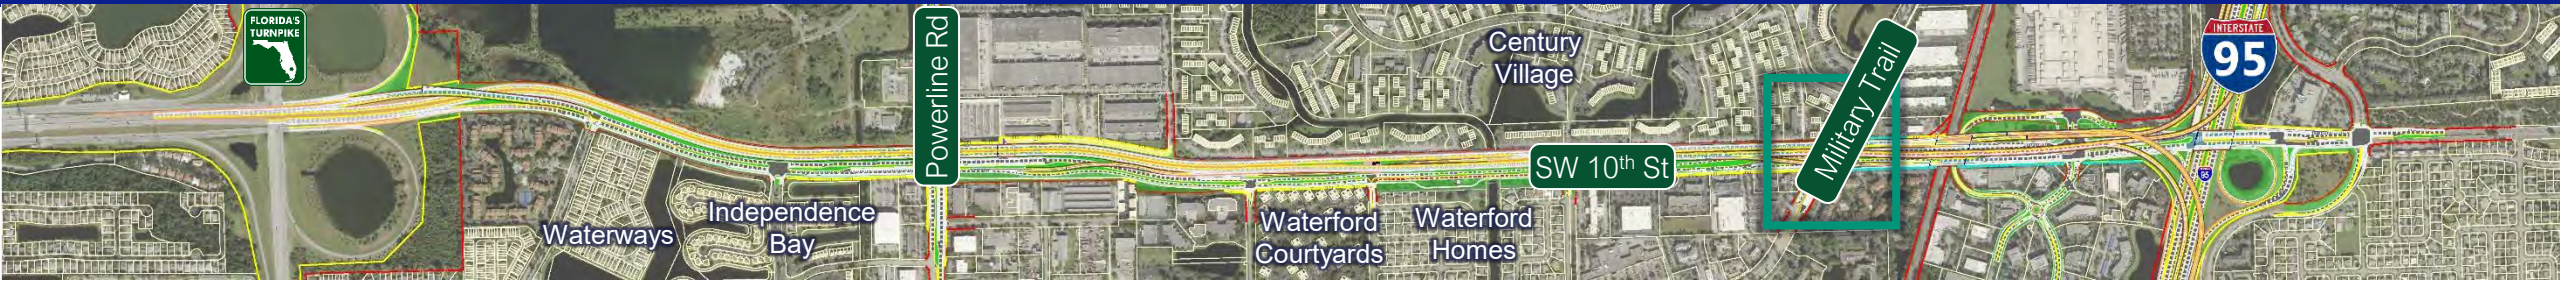 FLORIDA'S
TURNPIKE
Powerline Rd
Century
Village
Military Trail
INTERSTATE
95
SW 10th St
Waterways
Independence
Bay
Waterford
Courtyards
Waterford
Homes
95